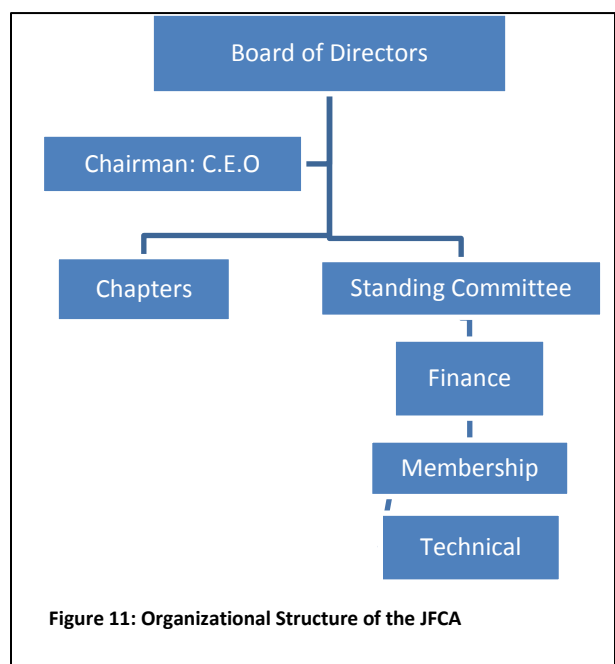 Board of Directors
Chairman: C.E.O
Chapters
Standing Committee
Finance
Membership
Technical
Figure 11: Organizational Structure of the JFCA